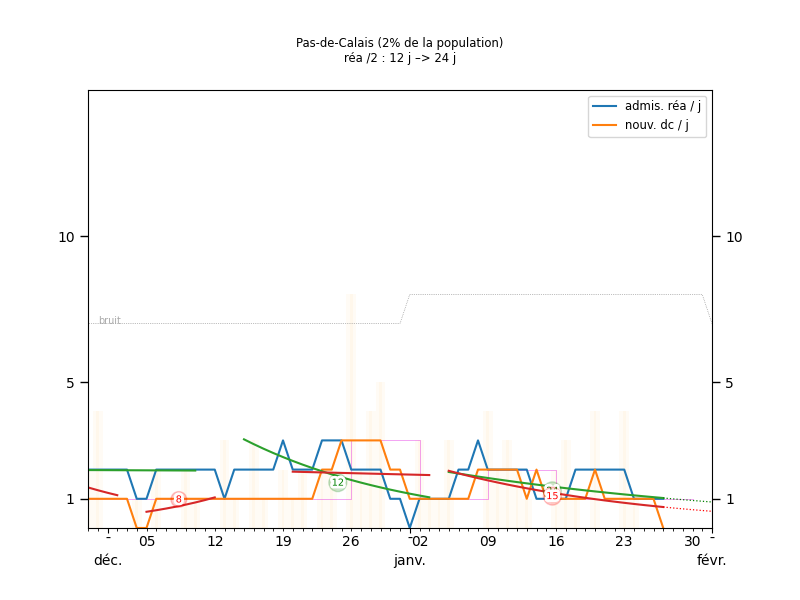 Pas-de-Calais (2% de la population)
réa /2 : 12 j –> 24 j
admis. réa / j
nouv. dc / j
10
10
bruit
5
5
12
8
15
1
1
05
12
19
26
02
09
16
23
30
déc.
janv.
févr.